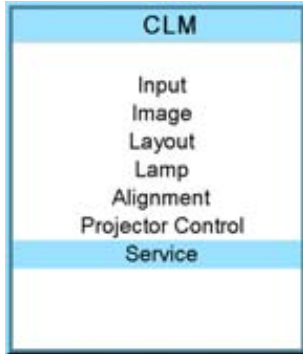 CLM
Input
Image
Layout
Lamp
Alignment
Projector Control
Service